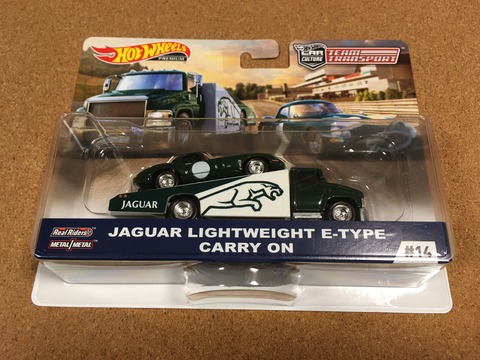 Hot Wheels
PREMIUM
CAR
CULTURE
TEAM
TRANSPORT
JAGUAR
Real Riders
METAL/METAL
JAGUAR LIGHTWEIGHT E-TYPE
CARRY ON
#14